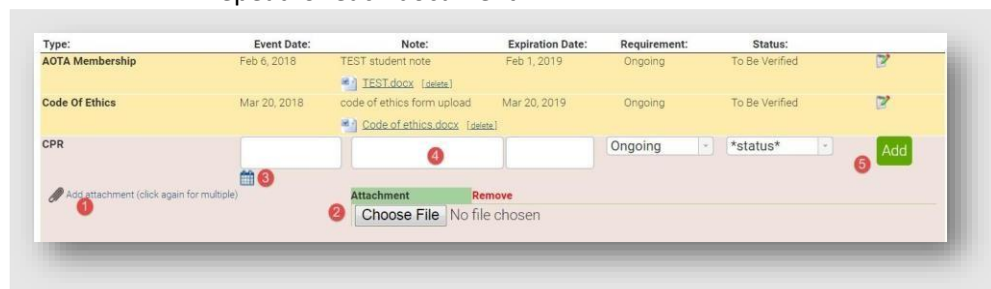 Type: Event Date: Note: Expiration Date: Requirement: Status:
AOTA Membership Feb 6, 2018 TEST student note Feb 1, 2019 Ongoing To Be Verified
TEST.docx [delete]
Code Of Ethics Mar 20, 2018 code of ethics form upload Mar 20, 2019 Ongoing To Be Verified
Code of ethics.docx [delete]
CPR 4 Ongoing *status* 5 Add
3
Add attachment (click again for multiple) Attachment Remove
1 2 Choose File No file chosen